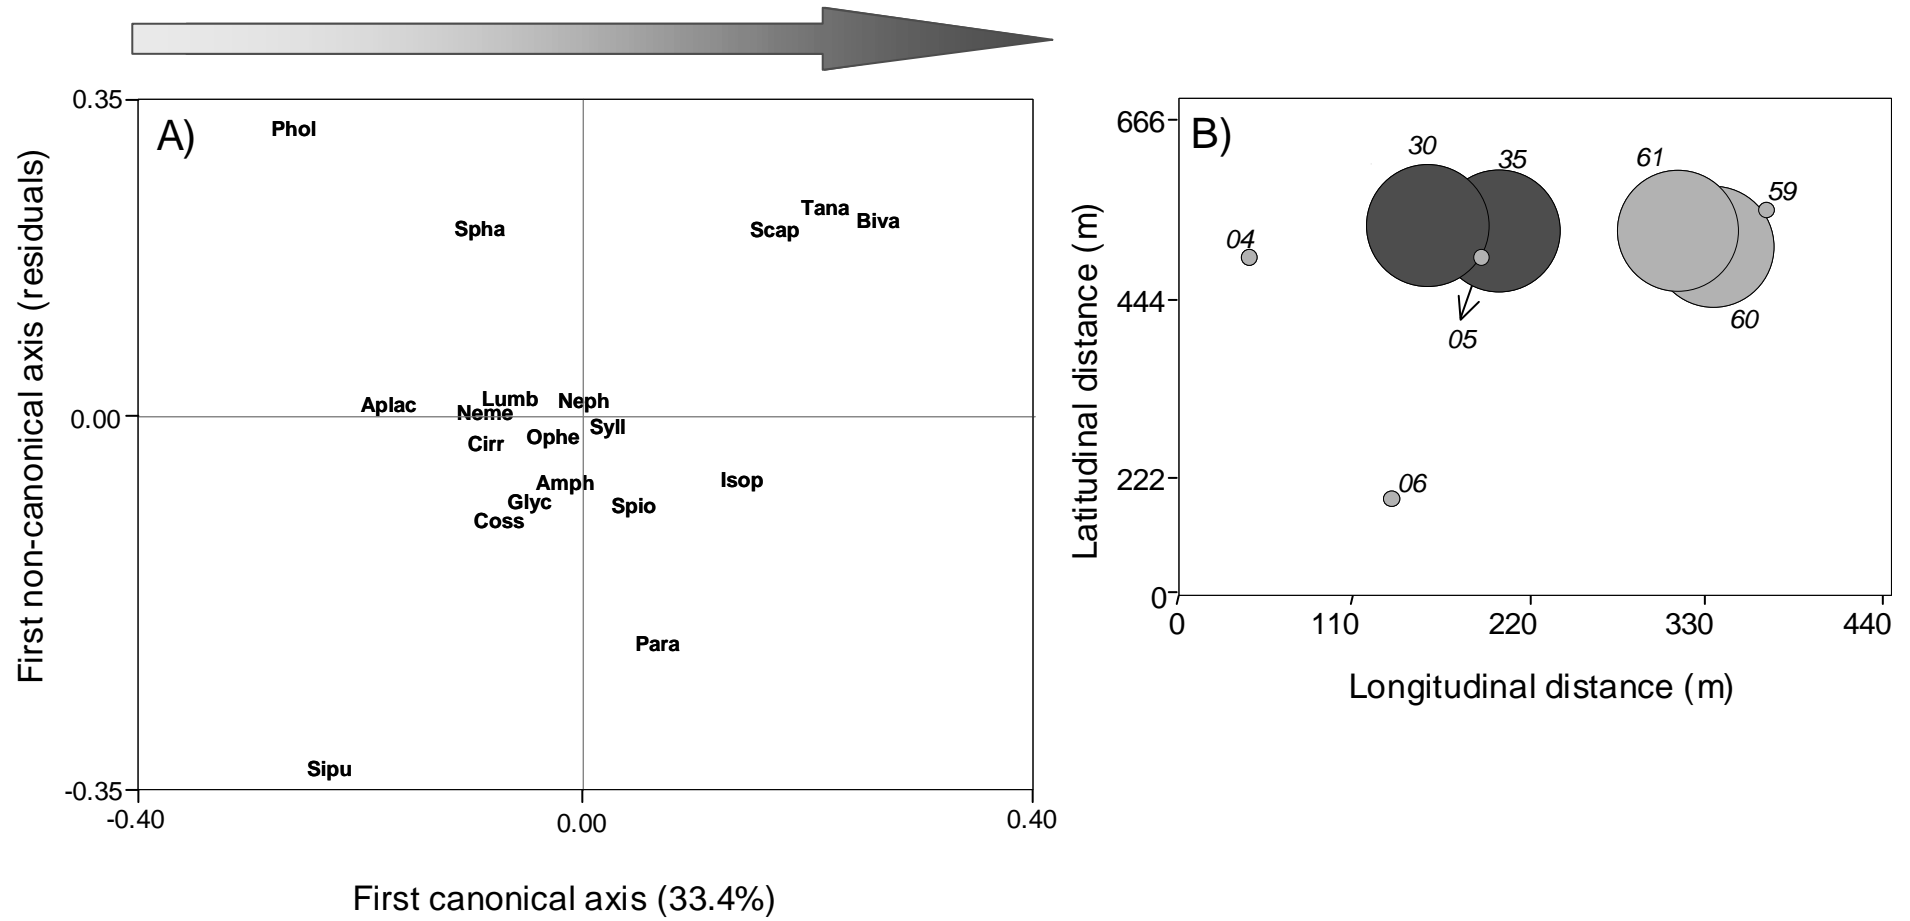 0.35
A)
Phol
Tana
Biva
Spha
Scap
Aplac
Lumb
Neph
Neme
0.00
Syll
Ophe
Cirr
Isop
Amph
Glyc
Spio
Coss
Para
Sipu
-0.35
-0.40
0.00
0.40
First non-canonical axis (residuals)
First canonical axis (33.4%)
666
B)
30
35
61
59
04
444
60
05
222
06
0
0
110
220
330
440
Latitudinal distance (m)
Longitudinal distance (m)